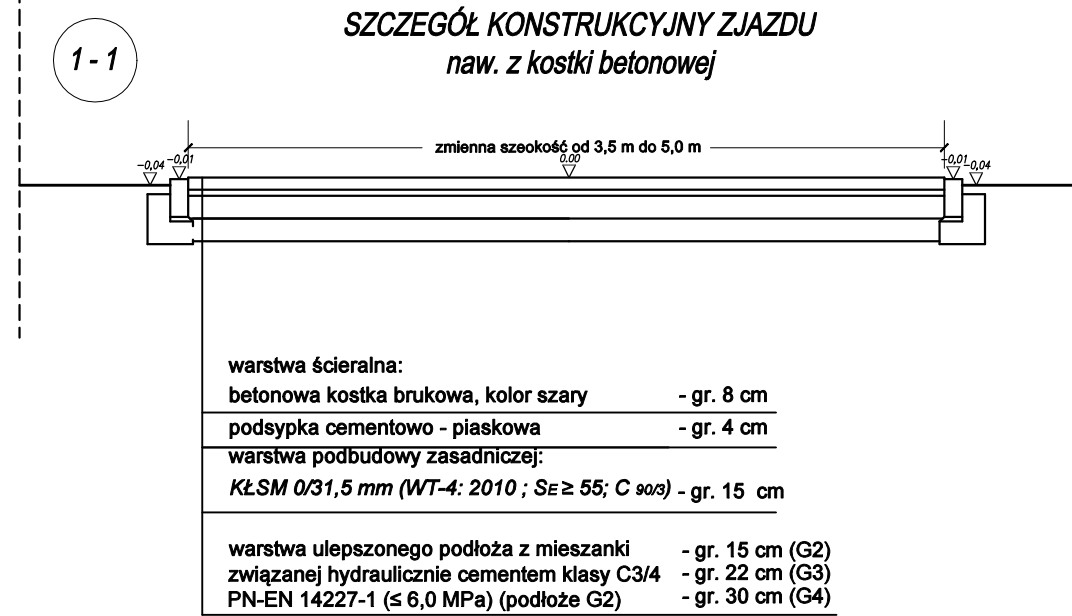 SZCZEGÓŁ KONSTRUKCYJNY ZJAZDU
1 - 1
naw. z kostki betonowej
zmienna szeokość od 3,5 m do 5,0 m
-0,04 -0,01 0.00 -0,01 -0,04
warstwa ścieralna:
betonowa kostka brukowa, kolor szary - gr. 8 cm
podsypka cementowo - piaskowa - gr. 4 cm
warstwa podbudowy zasadniczej:
KŁSM 0/31,5 mm (WT-4: 2010 ; SE ≥ 55; C 90/3) - gr. 15 cm
warstwa ulepszonego podłoża z mieszanki - gr. 15 cm (G2)
związanej hydraulicznie cementem klasy C3/4 - gr. 22 cm (G3)
PN-EN 14227-1 (≤ 6,0 MPa) (podłoże G2) - gr. 30 cm (G4)